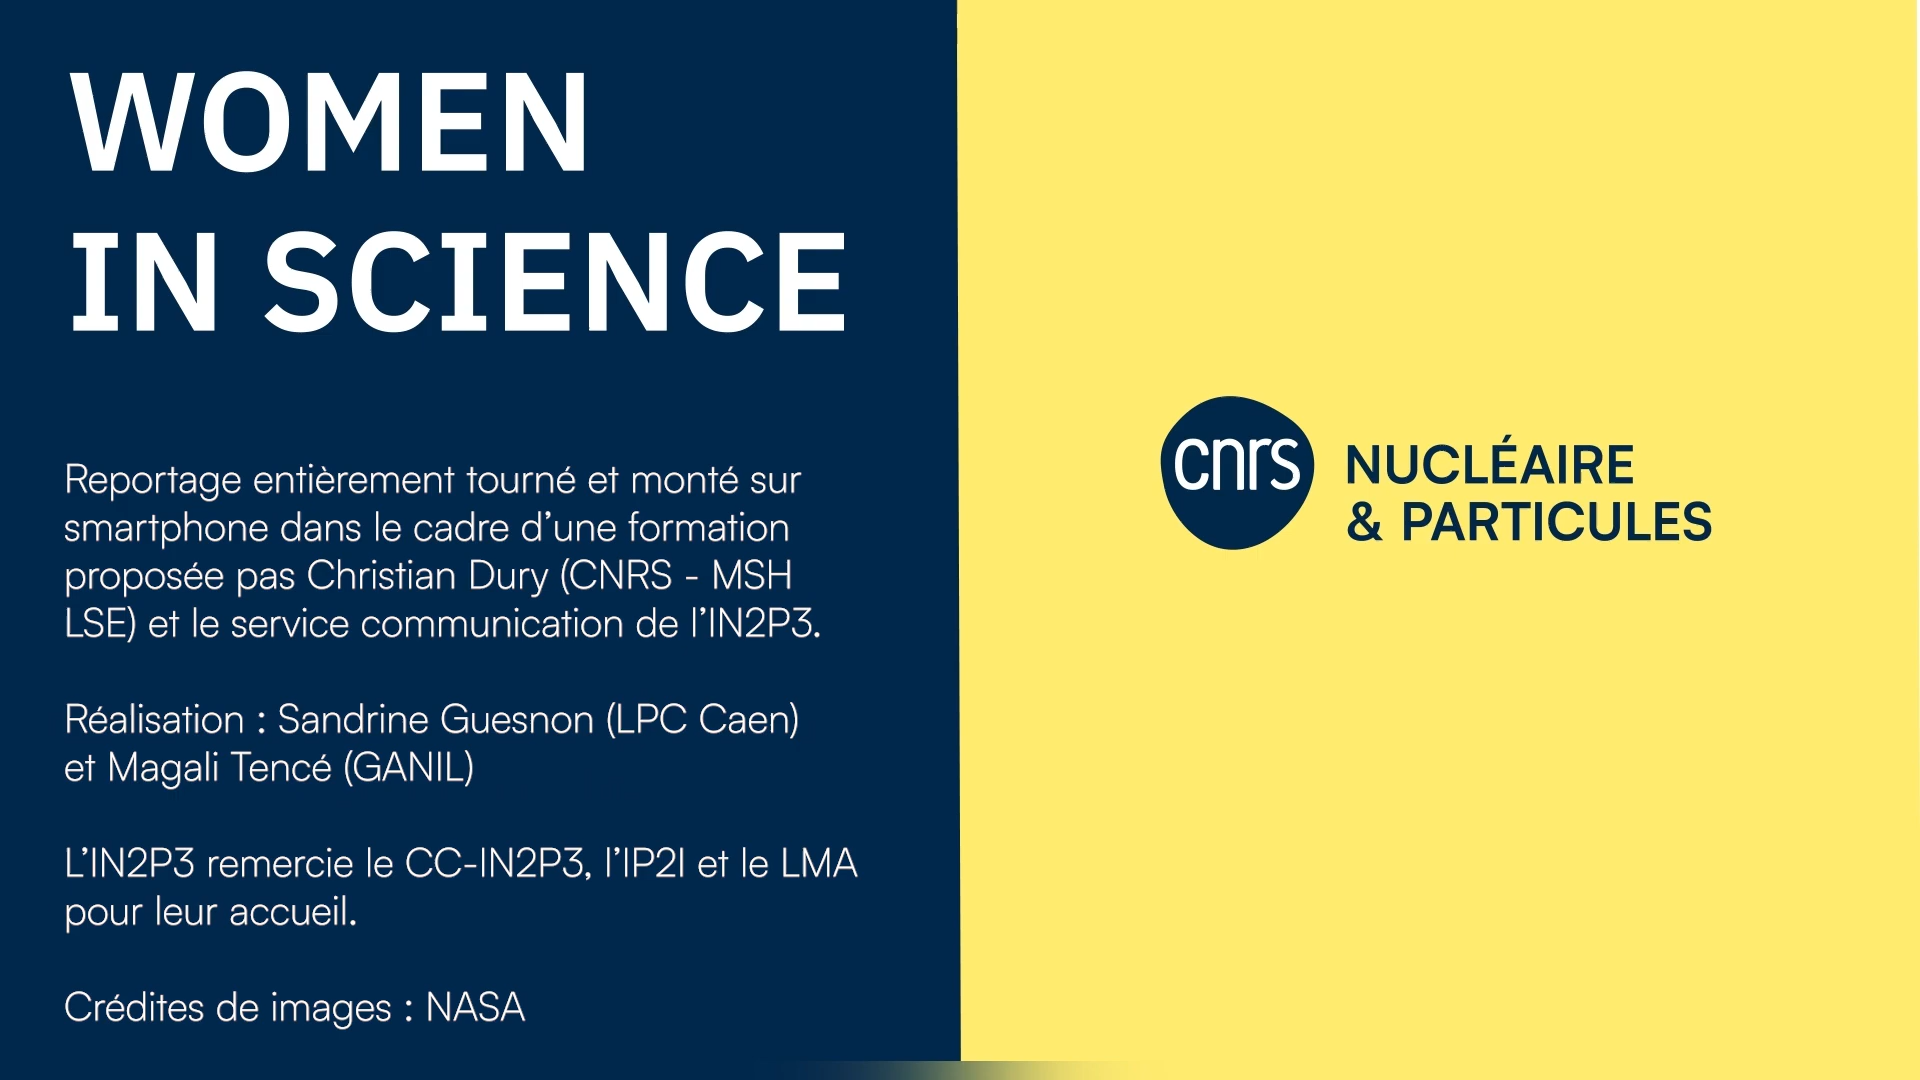 WOMEN
IN SCIENCE
Reportage entièrement tourné et monté sur
smartphone dans le cadre d’une formation
proposée pas Christian Dury (CNRS - MSH
LSE) et le service communication de l’IN2P3.
Réalisation : Sandrine Guesnon (LPC Caen)
et Magali Tencé (GANIL)
L’IN2P3 remercie le CC-IN2P3, l’IP2I et le LMA
pour leur accueil.
Crédites de images : NASA
cnrs
NUCLÉAIRE
& PARTICULES